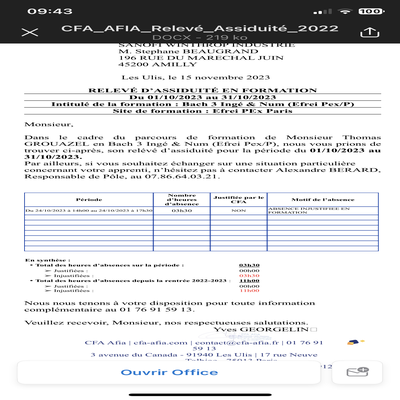 09:43
100
CFA_AFIA_Relevé_Assiduité_2022
DOCX - 219 ko
SANOFI WINTHROP INDUSTRIE
M. Stephane BEAUGRAND
196 RUE DU MARECHAL JUIN
45200 AMILLY
Les Ulis, le 15 novembre 2023
RELEVÉ D'ASSIDUITÉ EN FORMATION
Du 01/10/2023 au 31/10/2023
Intitulé de la formation : Bach 3 Ingé & Num (Efrei Pex/P)
Site de formation : Efrei PEx Paris
Monsieur,
Dans le cadre du parcours de formation de Monsieur Thomas
GROUAZEL en Bach 3 Ingé & Num (Efrei Pex/P), nous vous prions de
trouver ci-après, son relevé d'assiduité pour la période du 01/10/2023 au
31/10/2023.
Par ailleurs, si vous souhaitez échanger sur une situation particulière
concernant votre apprenti, n'hésitez pas à contacter Alexandre BERARD,
Responsable de Pôle, au 07.86.64.03.21.
Période Nombre d'heures d'absence Justifiée par le CFA Motif de l'absence
Du 24/10/2023 à 14h00 au 24/10/2023 à 17h30 03h30 NON ABSENCE INJUSTIFIEE EN FORMATION
En synthèse :
• Total des heures d'absences sur la période : 03h30
➢ Justifiées : 00h00
➢ Injustifiées : 03h30
• Total des heures d'absences depuis la rentrée 2022-2023 : 11h00
➢ Justifiées : 00h00
➢ Injustifiées : 11h00
Nous nous tenons à votre disposition pour toute information
complémentaire au 01 76 91 59 13.
Veuillez recevoir, Monsieur, nos respectueuses salutations.
Yves GEORGELIN
CFA Afia | cfa-afia.com | contact@cfa-afia.fr | 01 76 91
59 13
3 avenue du Canada - 91940 Les Ulis | 17 rue Neuve
Tolbiac - 75013 Paris
Ouvrir Office